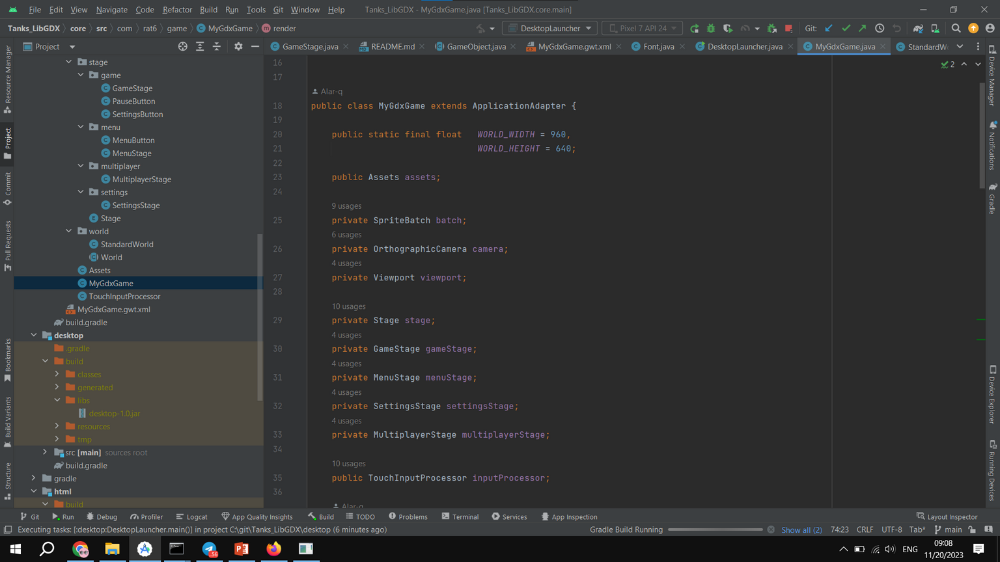 File Edit View Navigate Code Refactor Build Run Tools Git Window Help Tanks_LibGDX - MyGdxGame.java [Tanks_LibGDX.core.main]
Tanks_LibGDX core src com rat6 game MyGdxGame render DesktopLauncher Pixel 7 API 24 Git:
Project GameStage.java README.md GameObject.java MyGdxGame.gwt.xml Font.java DesktopLauncher.java MyGdxGame.java StandardW
Resource Manager
Project
Commit
Pull Requests
Bookmarks
Build Variants
Structure
stage
game
GameStage
PauseButton
SettingsButton
menu
MenuButton
MenuStage
multiplayer
MultiplayerStage
settings
SettingsStage
Stage
world
StandardWorld
World
Assets
MyGdxGame
TouchInputProcessor
MyGdxGame.gwt.xml
build.gradle
desktop
.gradle
build
classes
generated
libs
desktop-1.0.jar
resources
tmp
src [main] sources root
build.gradle
gradle
html
build
2
16
17
Alar-q
18 public class MyGdxGame extends ApplicationAdapter {
19
20 public static final float WORLD_WIDTH = 960,
21 WORLD_HEIGHT = 640;
22
23 public Assets assets;
24
9 usages
25 private SpriteBatch batch;
6 usages
26 private OrthographicCamera camera;
4 usages
27 private Viewport viewport;
28
10 usages
29 private Stage stage;
4 usages
30 private GameStage gameStage;
4 usages
31 private MenuStage menuStage;
4 usages
32 private SettingsStage settingsStage;
4 usages
33 private MultiplayerStage multiplayerStage;
34
10 usages
35 public TouchInputProcessor inputProcessor;
36
Alar-q
Device Manager
Notifications
Gradle
Device Explorer
Running Devices
Git Run Debug Profiler Logcat App Quality Insights Build TODO Problems Terminal Services App Inspection Layout Inspector
Executing tasks: [:desktop:DesktopLauncher.main()] in project C:\git\Tanks_LibGDX\desktop (6 minutes ago) Gradle Build Running Show all (2) 74:23 CRLF UTF-8 Tab* main
.56
ENG
09:08
11/20/2023